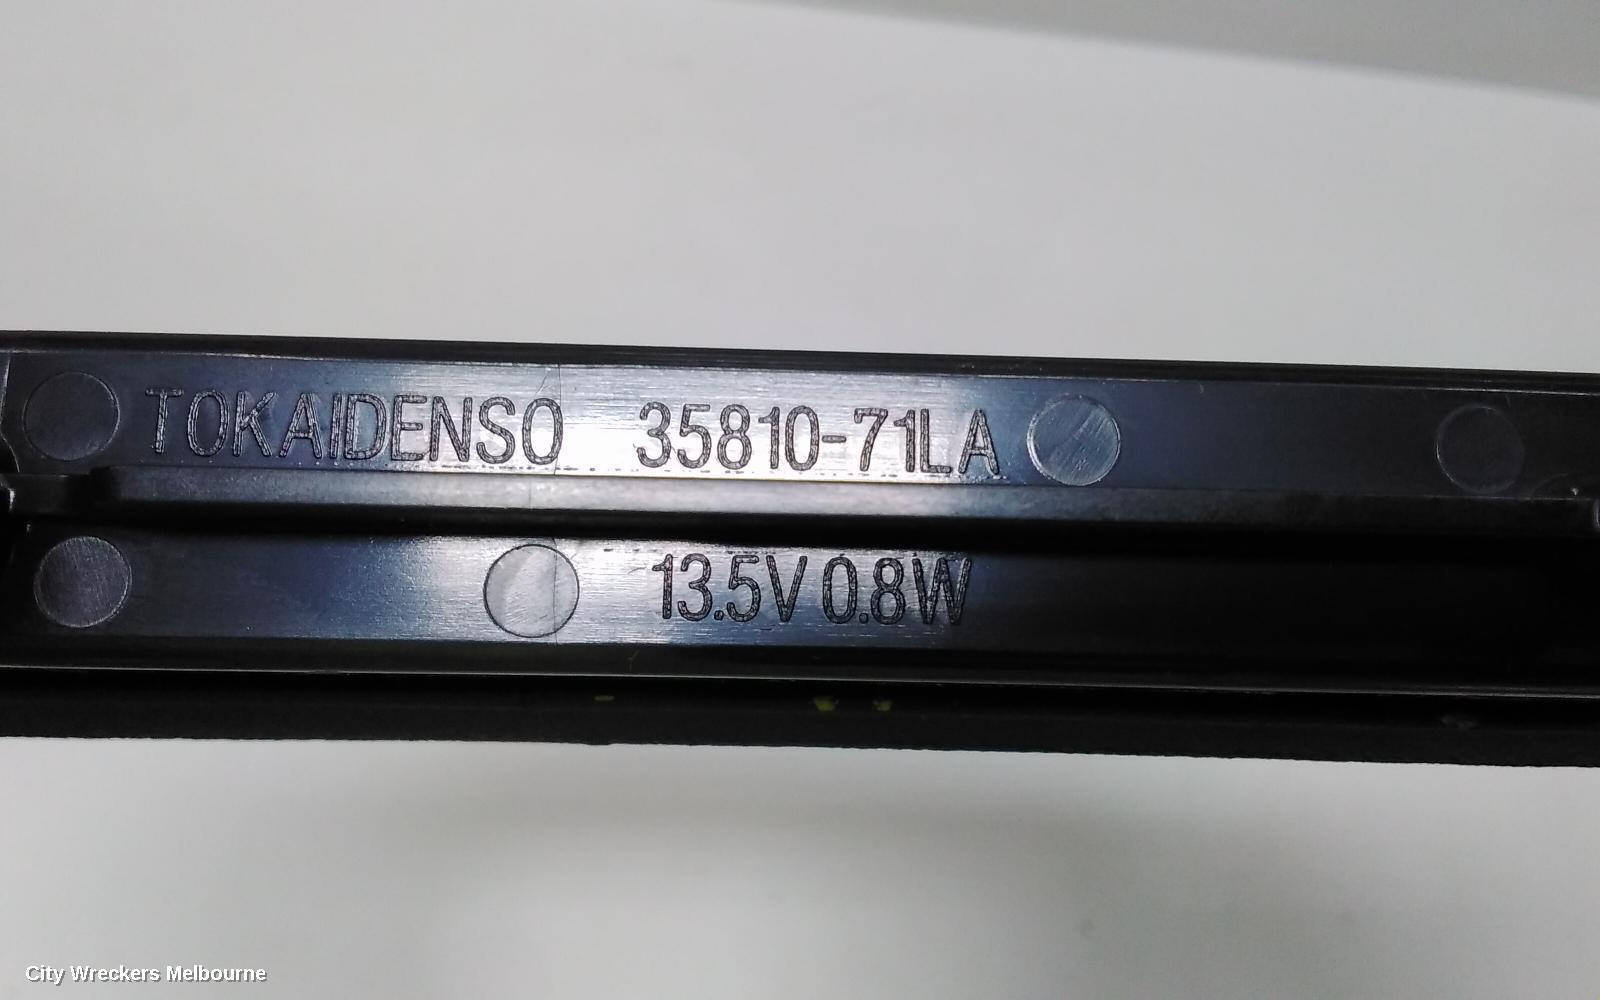 TOKAIDENSO 35810-71LA
13.5V 0.8W
City Wreckers Melbourne